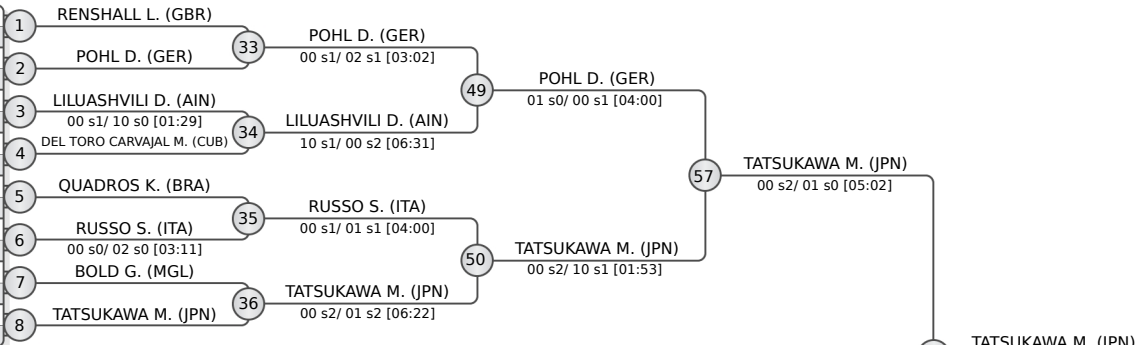 1 RENSHALL L. (GBR)
33 POHL D. (GER)
00 s1/ 02 s1 [03:02]
2 POHL D. (GER)
49 POHL D. (GER)
01 s0/ 00 s1 [04:00]
3 LILUASHVILI D. (AIN)
00 s1/ 10 s0 [01:29]
34 LILUASHVILI D. (AIN)
10 s1/ 00 s2 [06:31]
4 DEL TORO CARVAJAL M. (CUB)
57 TATSUKAWA M. (JPN)
00 s2/ 01 s0 [05:02]
5 QUADROS K. (BRA)
35 RUSSO S. (ITA)
00 s1/ 01 s1 [04:00]
6 RUSSO S. (ITA)
00 s0/ 02 s0 [03:11]
50 TATSUKAWA M. (JPN)
00 s2/ 10 s1 [01:53]
7 BOLD G. (MGL)
36 TATSUKAWA M. (JPN)
00 s2/ 01 s2 [06:22]
8 TATSUKAWA M. (JPN)
TATSUKAWA M. (JPN)